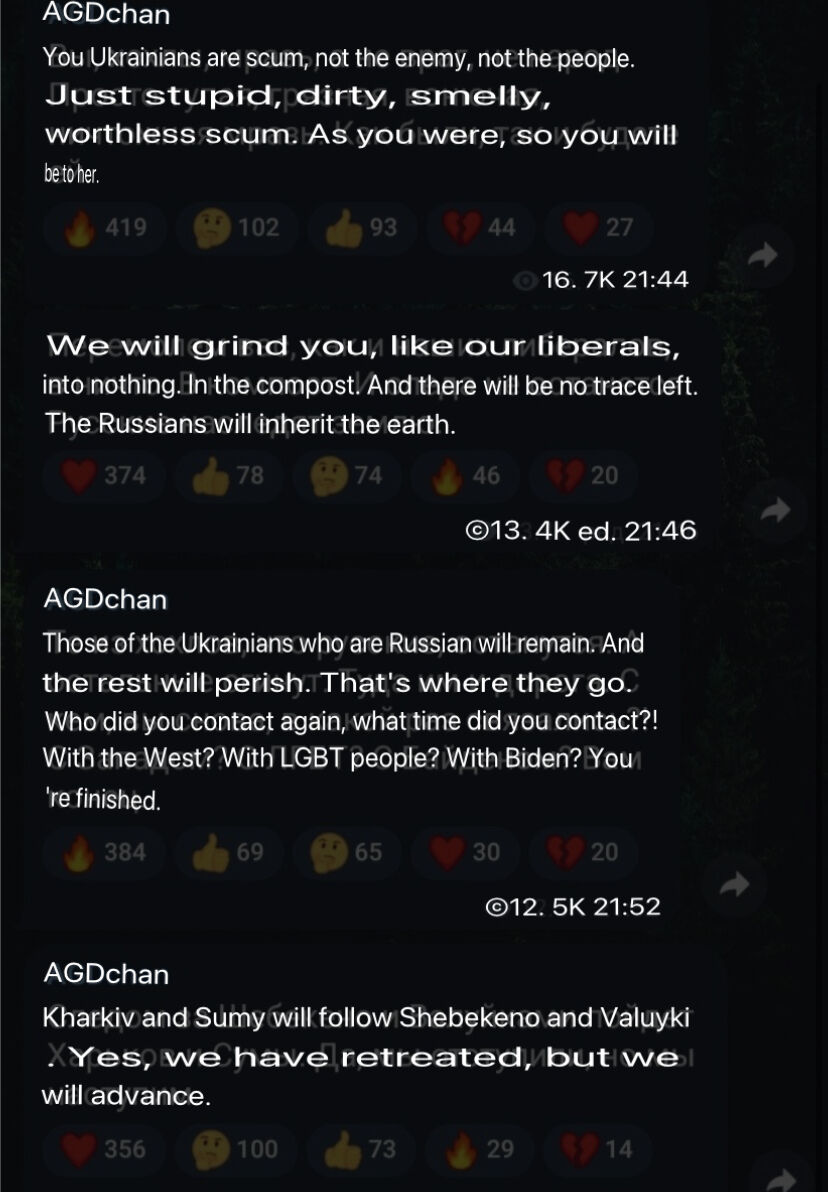 AGDchan
You Ukrainians are scum, not the enemy, not the people.
Just stupid, dirty, smelly,
worthless scum. As you were, so you will
be to her.
419 102 93 44 27
16. 7K 21:44
We will grind you, like our liberals,
into nothing. In the compost. And there will be no trace left.
The Russians will inherit the earth.
374 78 74 46 20
©13. 4K ed. 21:46
AGDchan
Those of the Ukrainians who are Russian will remain. And
the rest will perish. That's where they go.
Who did you contact again, what time did you contact?!
With the West? With LGBT people? With Biden? You
're finished.
384 69 65 30 20
©12. 5K 21:52
AGDchan
Kharkiv and Sumy will follow Shebekeno and Valuyki
. Yes, we have retreated, but we
will advance.
356 100 73 29 14